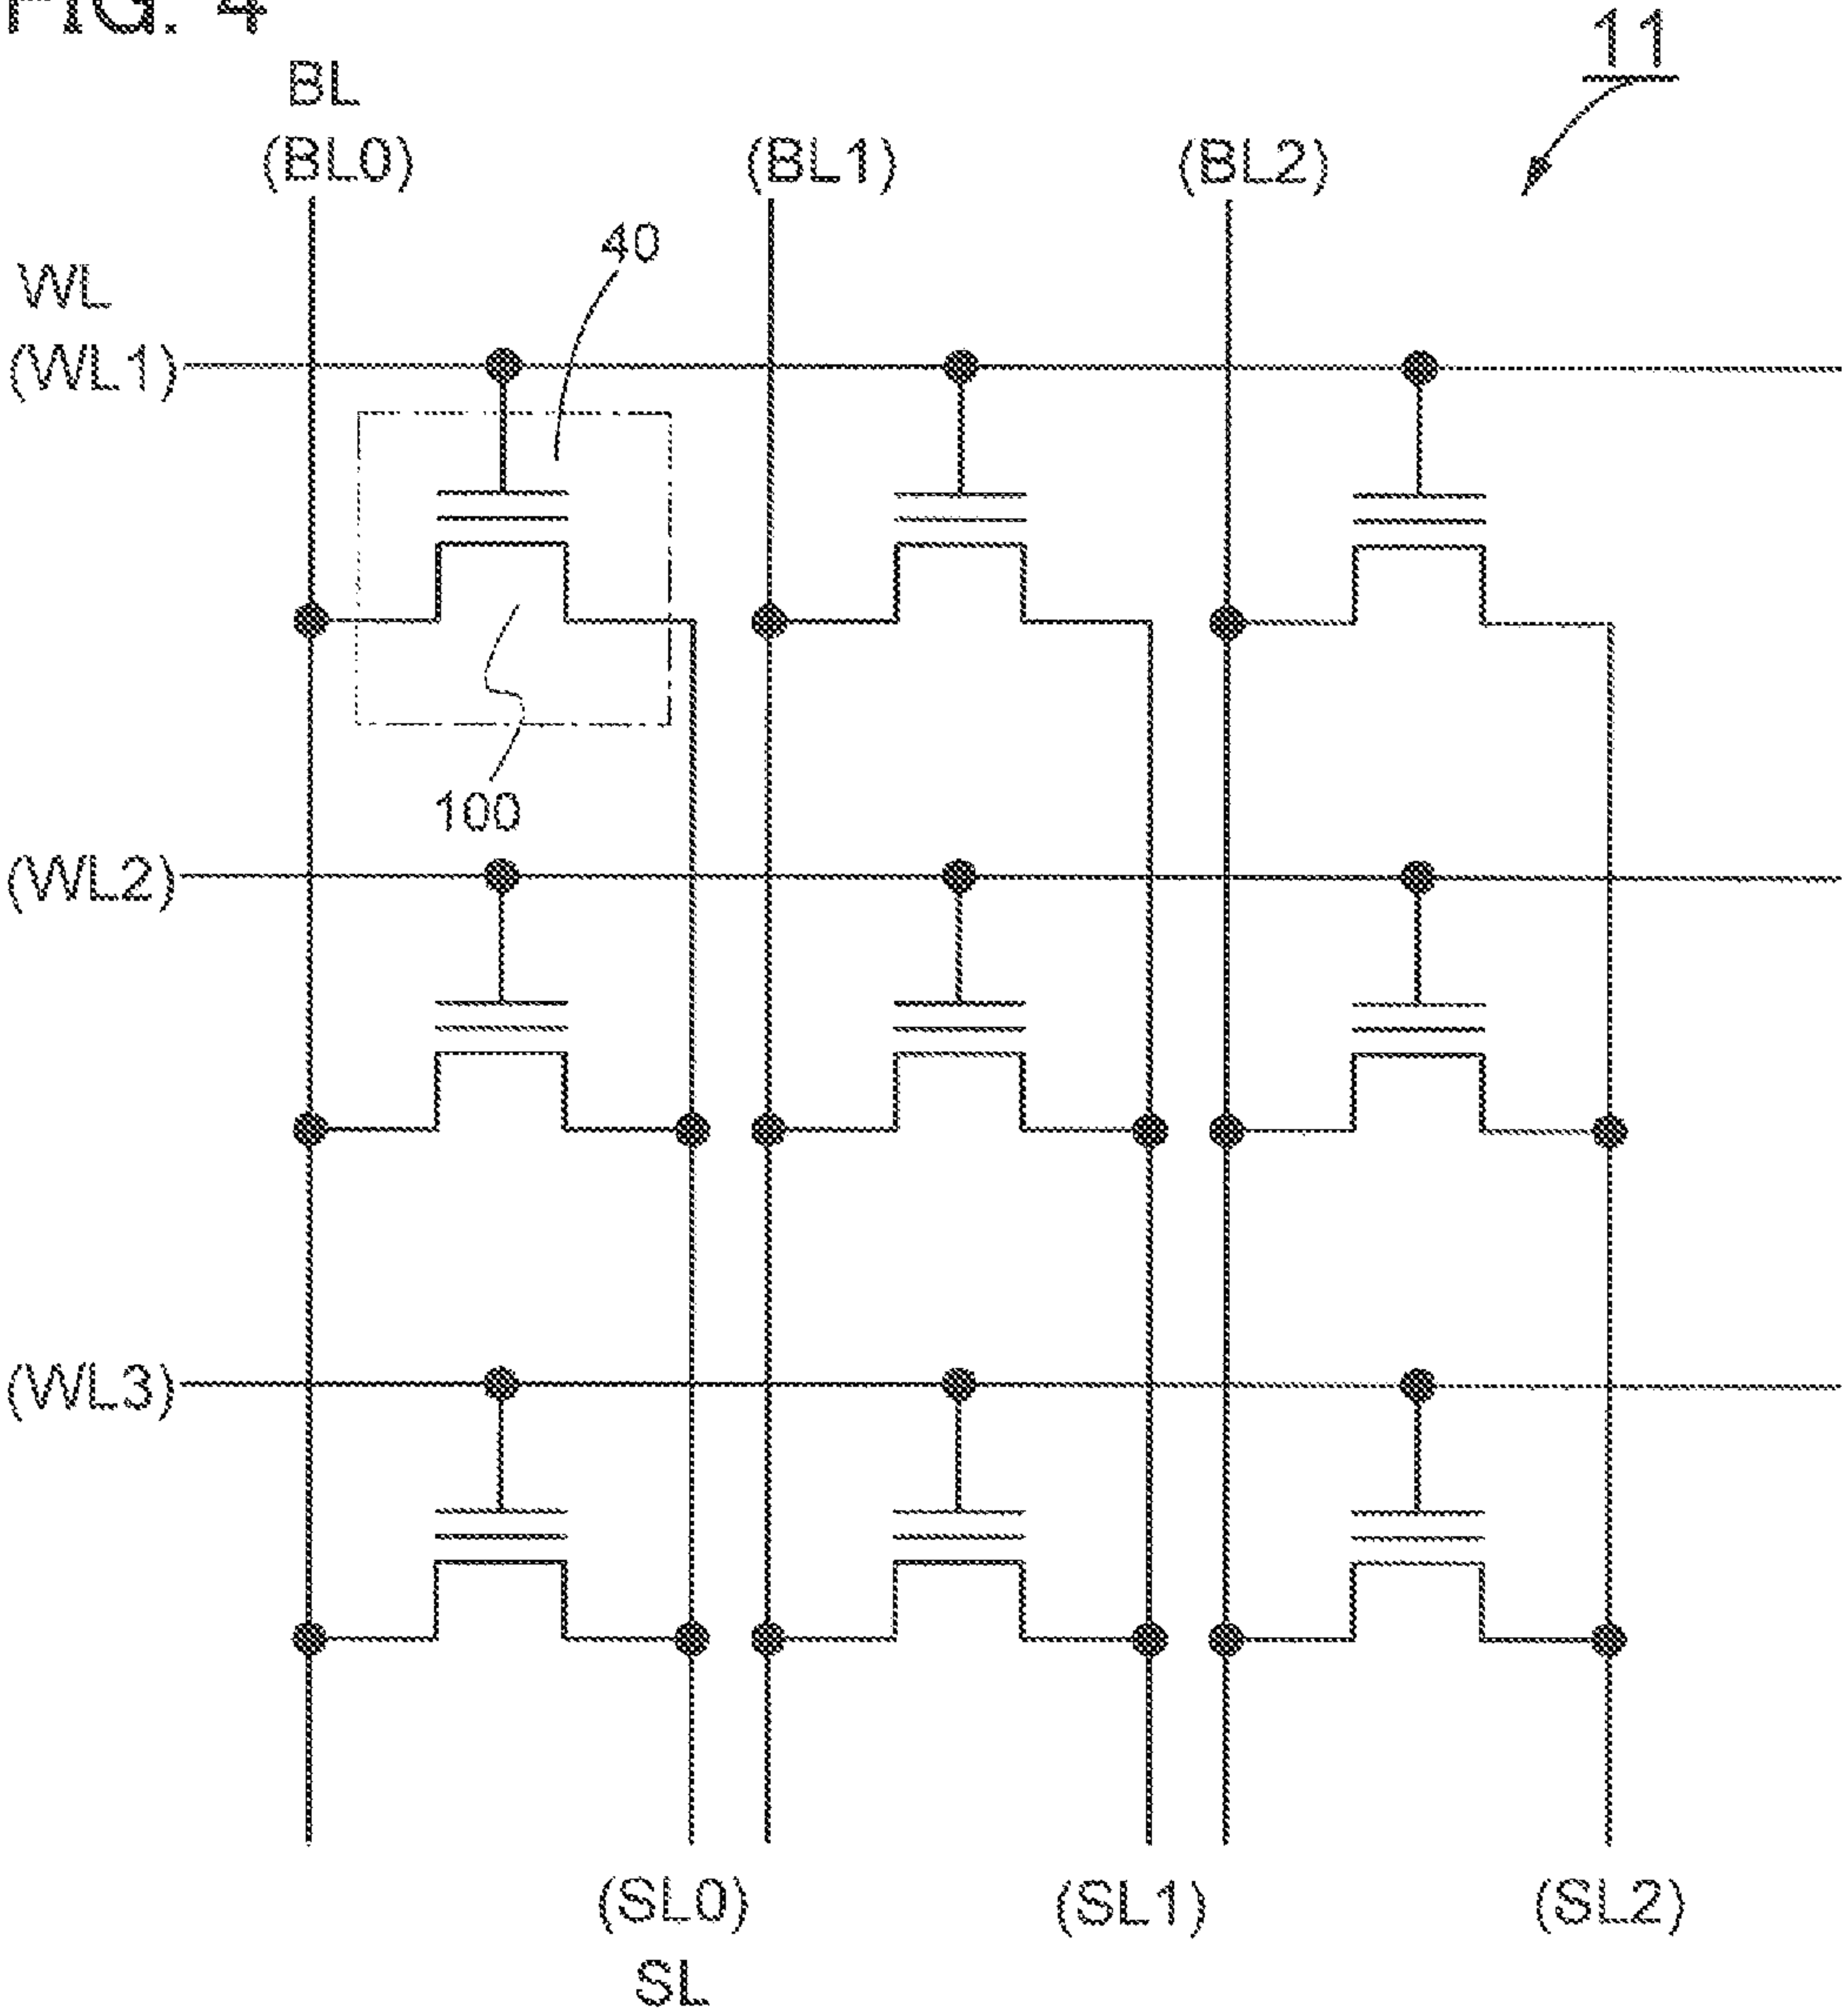 FIG. 4
11
BL
(BL0) (BL1) (BL2)
40
WL
(WL1)
100
(WL2)
(WL3)
(SL0) (SL1) (SL2)
SL